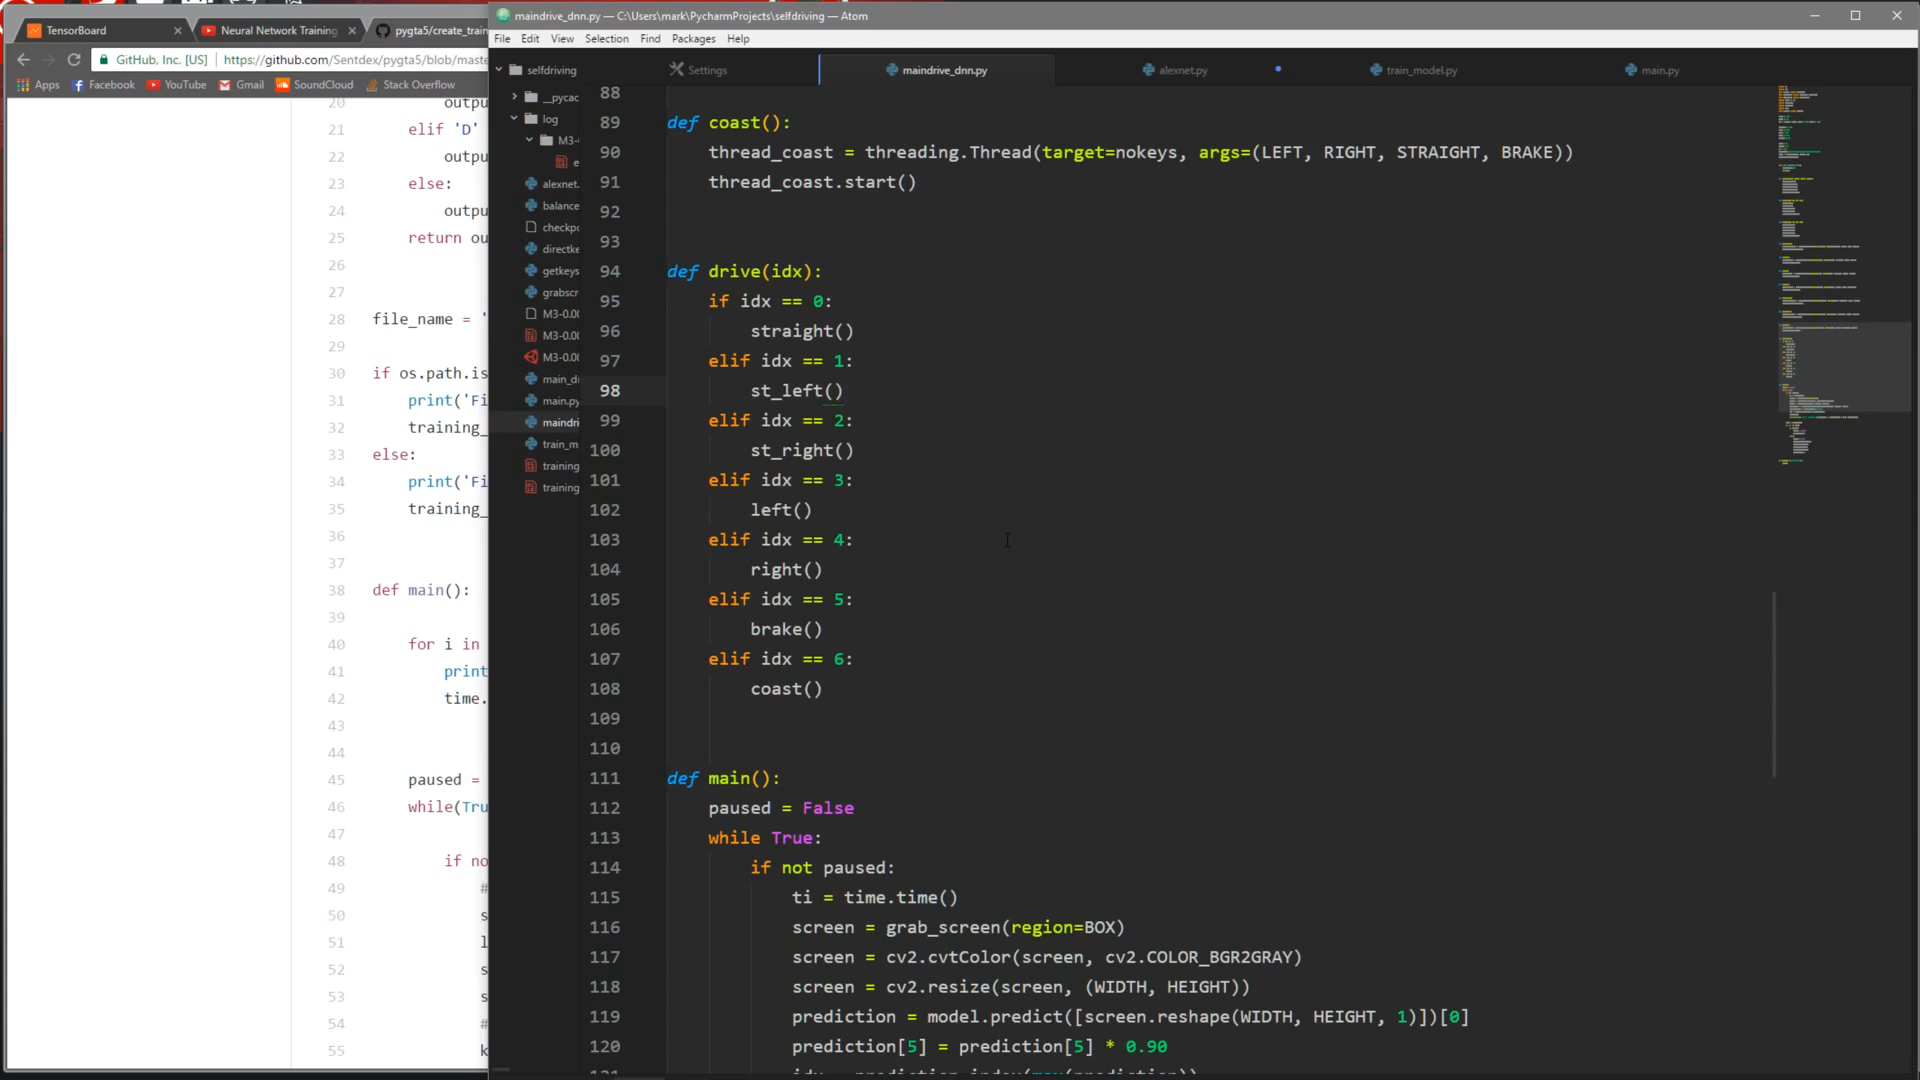 TensorBoard
Neural Network Training
pygta5/create_train
GitHub, Inc. [US]
https://github.com/Sentdex/pygta5/blob/maste
Apps
Facebook
YouTube
Gmail
SoundCloud
Stack Overflow
20 outpu
21 elif 'D'
22 outpu
23 else:
24 outpu
25 return ou
26
27
28 file_name = '
29
30 if os.path.is
31 print('Fi
32 training_
33 else:
34 print('Fi
35 training_
36
37
38 def main():
39
40 for i in
41 print
42 time.
43
44
45 paused =
46 while(Tru
47
48 if no
49 #
50 s
51 l
52 s
53 s
54 #
55 k
maindrive_dnn.py — C:\Users\mark\PycharmProjects\selfdriving — Atom
File Edit View Selection Find Packages Help
selfdriving
__pycac
log
M3-
e
alexnet.
balance
checkpo
directke
getkeys
grabscr
M3-0.00
M3-0.00
M3-0.00
main_d
main.py
maindri
train_m
training
training
Settings
maindrive_dnn.py
alexnet.py
train_model.py
main.py
88
89 def coast():
90 thread_coast = threading.Thread(target=nokeys, args=(LEFT, RIGHT, STRAIGHT, BRAKE))
91 thread_coast.start()
92
93
94 def drive(idx):
95 if idx == 0:
96 straight()
97 elif idx == 1:
98 st_left()
99 elif idx == 2:
100 st_right()
101 elif idx == 3:
102 left()
103 elif idx == 4:
104 right()
105 elif idx == 5:
106 brake()
107 elif idx == 6:
108 coast()
109
110
111 def main():
112 paused = False
113 while True:
114 if not paused:
115 ti = time.time()
116 screen = grab_screen(region=BOX)
117 screen = cv2.cvtColor(screen, cv2.COLOR_BGR2GRAY)
118 screen = cv2.resize(screen, (WIDTH, HEIGHT))
119 prediction = model.predict([screen.reshape(WIDTH, HEIGHT, 1)])[0]
120 prediction[5] = prediction[5] * 0.90